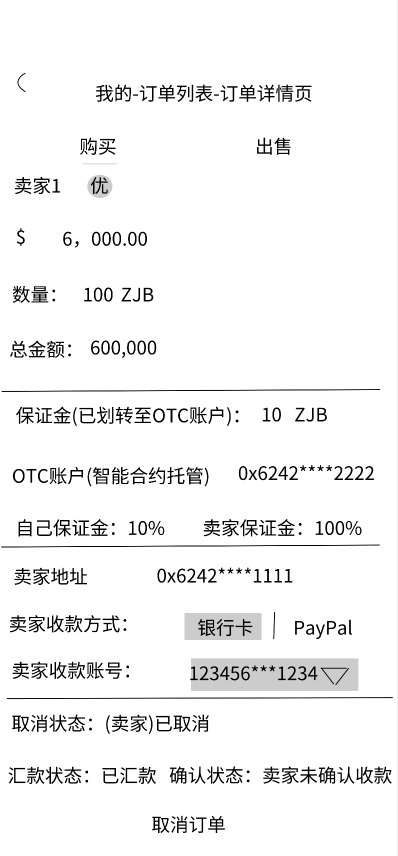 我的-订单列表-订单详情页
购买 出售
卖家1 优
$ 6，000.00
数量： 100 ZJB
总金额： 600,000
保证金(已划转至OTC账户)： 10 ZJB
OTC账户(智能合约托管) 0x6242****2222
自己保证金：10% 卖家保证金：100%
卖家地址 0x6242****1111
卖家收款方式： 银行卡 PayPal
卖家收款账号： 123456***1234
取消状态：(卖家)已取消
汇款状态：已汇款 确认状态：卖家未确认收款
取消订单